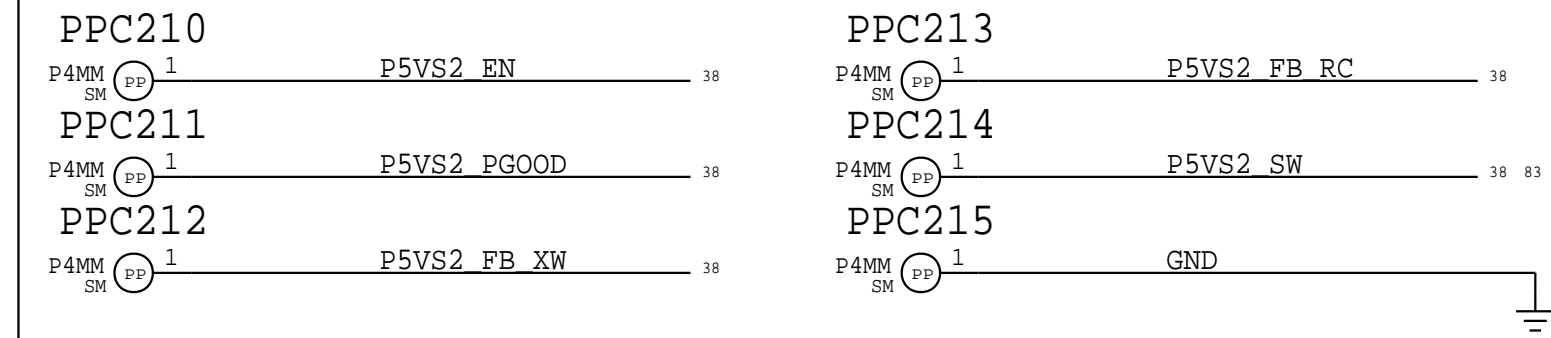 PPC210
P4MM
SM
PP
1
P5VS2_EN
38
PPC211
P4MM
SM
PP
1
P5VS2_PGOOD
38
PPC212
P4MM
SM
PP
1
P5VS2_FB_XW
38
PPC213
P4MM
SM
PP
1
P5VS2_FB_RC
38
PPC214
P4MM
SM
PP
1
P5VS2_SW
38 83
PPC215
P4MM
SM
PP
1
GND